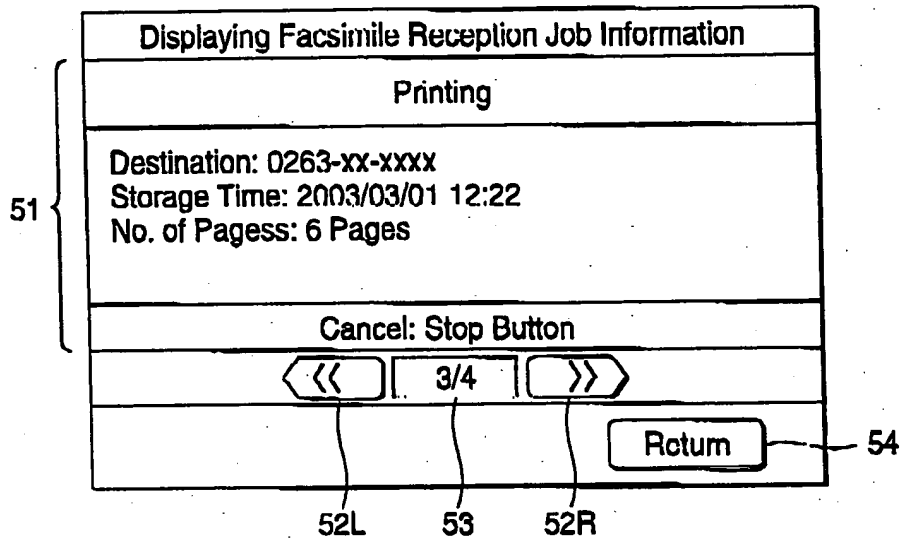 Displaying Facsimile Reception Job Information
Printing
Destination: 0263-xx-xxxx
Storage Time: 2003/03/01 12:22
No. of Pagess: 6 Pages
51
Cancel: Stop Button
<< 3/4 >>
Return
54
52L 53 52R